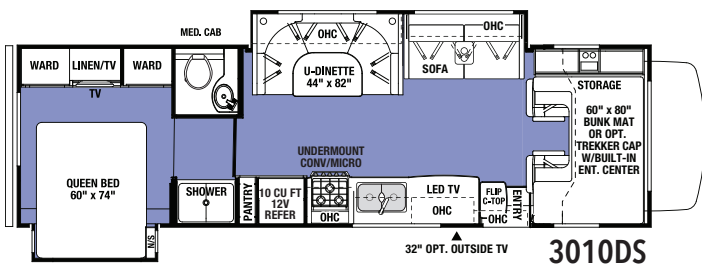 MED. CAB
WARD
LINEN/TV
WARD
TV
OHC
U-DINETTE
44" x 82"
OHC
SOFA
STORAGE
60" x 80"
BUNK MAT
OR OPT.
TREKKER CAP
W/BUILT-IN
ENT. CENTER
UNDERMOUNT
CONV/MICRO
QUEEN BED
60" x 74"
N/S
SHOWER
PANTRY
10 CU FT
12V
REFER
OHC
LED TV
OHC
FLIP
C-TOP
OHC
ENTRY
32" OPT. OUTSIDE TV
3010DS